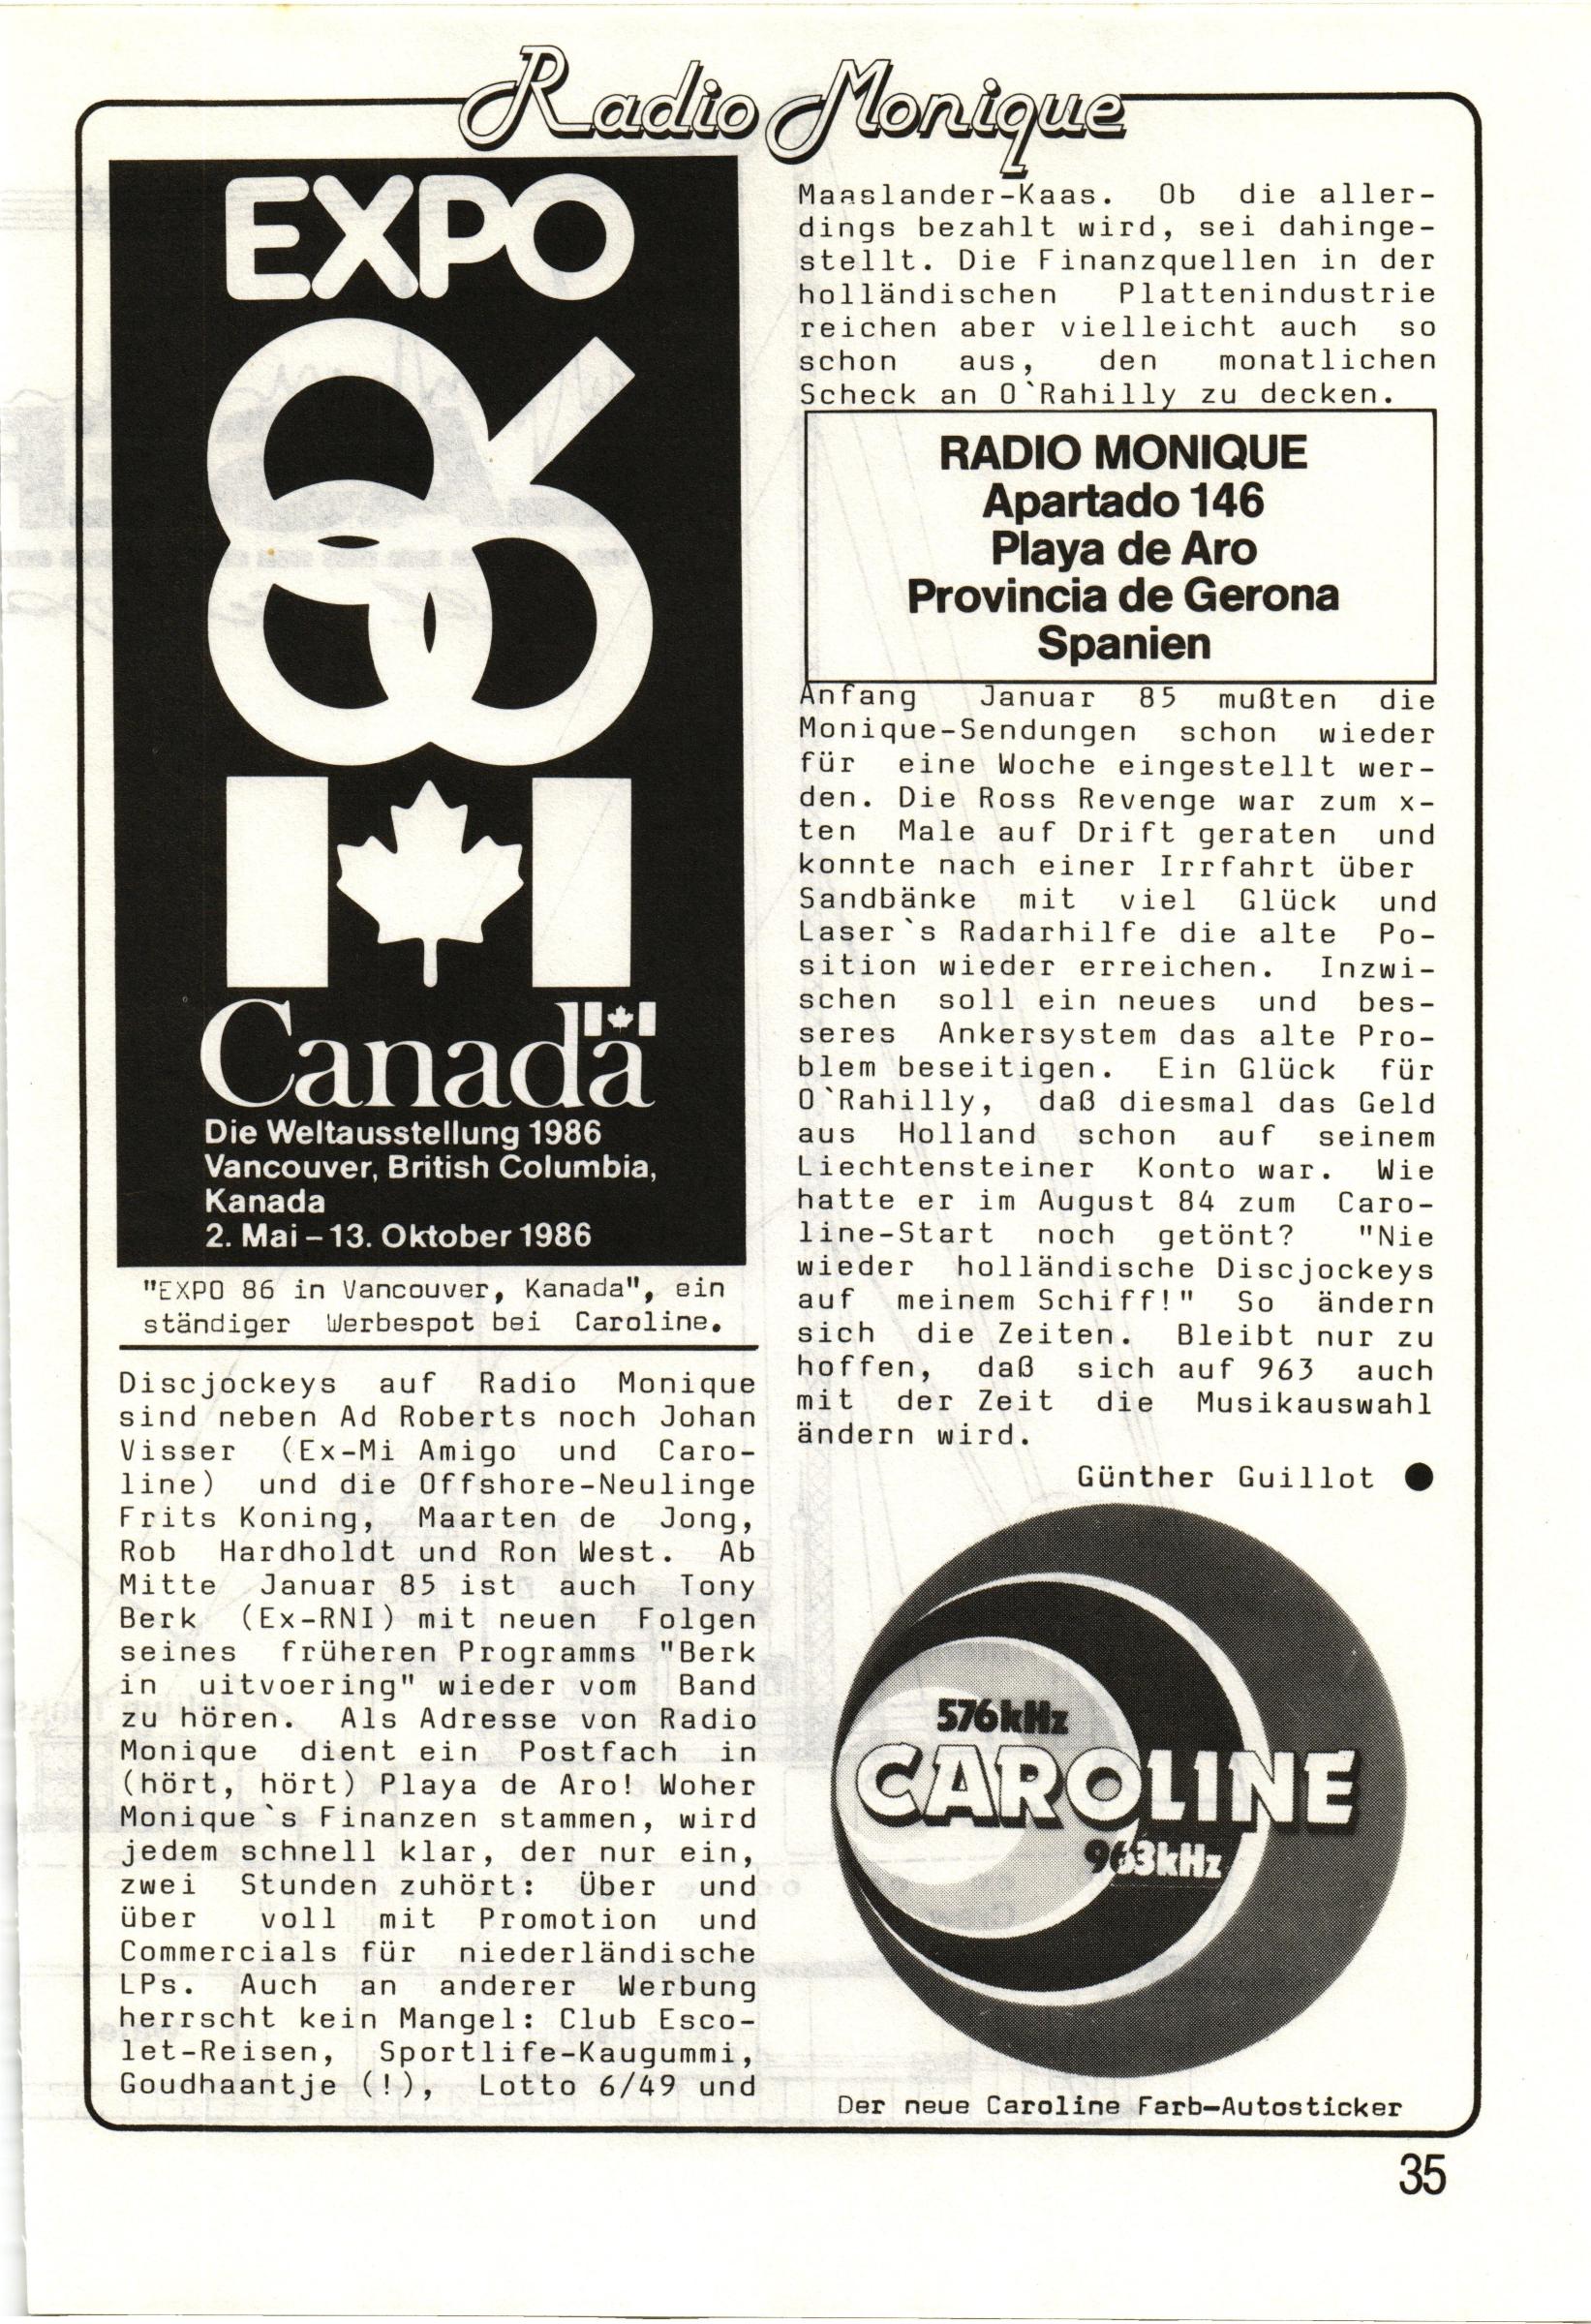 Radio Monique
EXPO
86
Canada
Die Weltausstellung 1986
Vancouver, British Columbia,
Kanada
2. Mai – 13. Oktober 1986
"EXPO 86 in Vancouver, Kanada", ein
ständiger Werbespot bei Caroline.
Discjockeys auf Radio Monique
sind neben Ad Roberts noch Johan
Visser (Ex-Mi Amigo und Caro-
line) und die Offshore-Neulinge
Frits Koning, Maarten de Jong,
Rob Hardholdt und Ron West. Ab
Mitte Januar 85 ist auch Tony
Berk (Ex-RNI) mit neuen Folgen
seines früheren Programms "Berk
in uitvoering" wieder vom Band
zu hören. Als Adresse von Radio
Monique dient ein Postfach in
(hört, hört) Playa de Aro! Woher
Monique`s Finanzen stammen, wird
jedem schnell klar, der nur ein,
zwei Stunden zuhört: Über und
über voll mit Promotion und
Commercials für niederländische
LPs. Auch an anderer Werbung
herrscht kein Mangel: Club Esco-
let-Reisen, Sportlife-Kaugummi,
Goudhaantje (!), Lotto 6/49 und
Maaslander-Kaas. Ob die aller-
dings bezahlt wird, sei dahinge-
stellt. Die Finanzquellen in der
holländischen Plattenindustrie
reichen aber vielleicht auch so
schon aus, den monatlichen
Scheck an O`Rahilly zu decken.
RADIO MONIQUE
Apartado 146
Playa de Aro
Provincia de Gerona
Spanien
Anfang Januar 85 mußten die
Monique-Sendungen schon wieder
für eine Woche eingestellt wer-
den. Die Ross Revenge war zum x-
ten Male auf Drift geraten und
konnte nach einer Irrfahrt über
Sandbänke mit viel Glück und
Laser`s Radarhilfe die alte Po-
sition wieder erreichen. Inzwi-
schen soll ein neues und bes-
seres Ankersystem das alte Pro-
blem beseitigen. Ein Glück für
O`Rahilly, daß diesmal das Geld
aus Holland schon auf seinem
Liechtensteiner Konto war. Wie
hatte er im August 84 zum Caro-
line-Start noch getönt? "Nie
wieder holländische Discjockeys
auf meinem Schiff!" So ändern
sich die Zeiten. Bleibt nur zu
hoffen, daß sich auf 963 auch
mit der Zeit die Musikauswahl
ändern wird.
Günther Guillot ●
576kHz
CAROLINE
963kHz
Der neue Caroline Farb-Autosticker
35